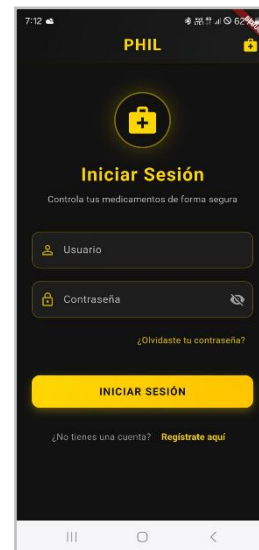 7:12
62%
PHIL
Iniciar Sesión
Controla tus medicamentos de forma segura
Usuario
Contraseña
¿Olvidaste tu contraseña?
INICIAR SESIÓN
¿No tienes una cuenta? Regístrate aquí